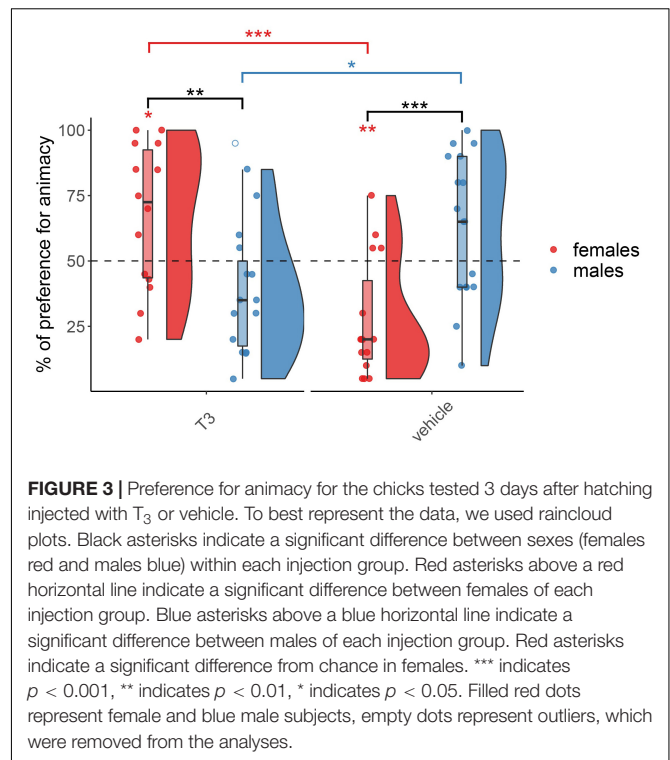 ***
*
**
***
*
**
100
75
50
25
% of preference for animacy
females
males
T3
vehicle
FIGURE 3 | Preference for animacy for the chicks tested 3 days after hatching
injected with T₃ or vehicle. To best represent the data, we used raincloud
plots. Black asterisks indicate a significant difference between sexes (females
red and males blue) within each injection group. Red asterisks above a red
horizontal line indicate a significant difference between females of each
injection group. Blue asterisks above a blue horizontal line indicate a
significant difference between males of each injection group. Red asterisks
indicate a significant difference from chance in females. *** indicates
p < 0.001, ** indicates p < 0.01, * indicates p < 0.05. Filled red dots
represent female and blue male subjects, empty dots represent outliers, which
were removed from the analyses.